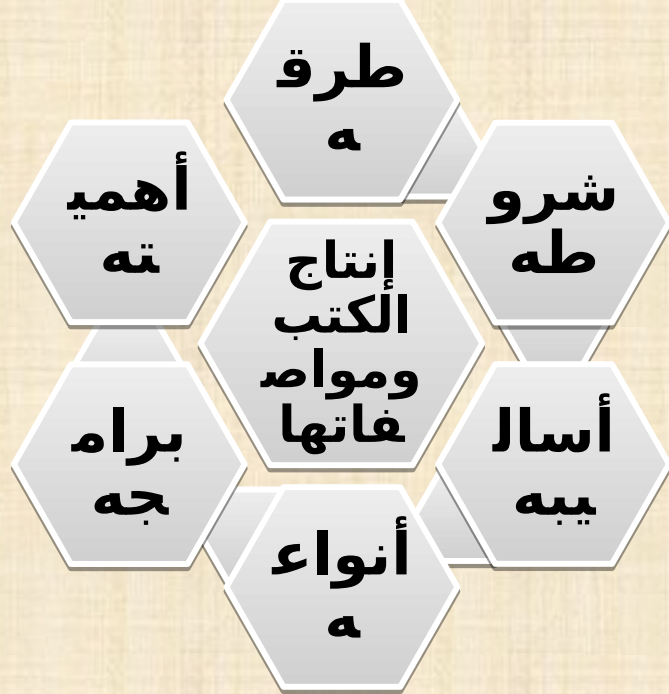 طرق
ه
شرو
طه
أسال
يبه
أنواع
ه
برام
جه
أهمي
ته
إنتاج
الكتب
ومواص
فاتها